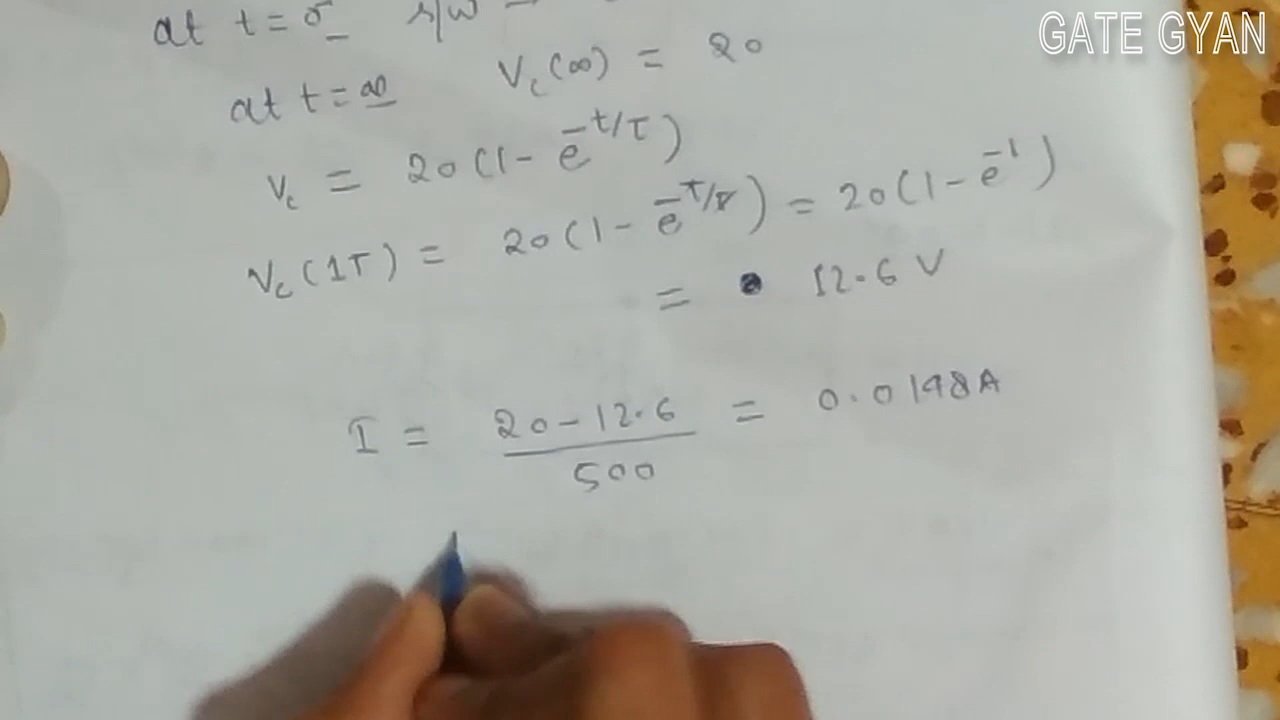 GATE GYAN
at t = 0⁻ s/w →
at t = ∞ V_c(∞) = 20
V_c = 20(1 - e^{-t/τ})
V_c(1τ) = 20(1 - e^{-τ/τ}) = 20(1 - e^{-1})
= 12.6 V
I = (20 - 12.6)/500 = 0.0148 A